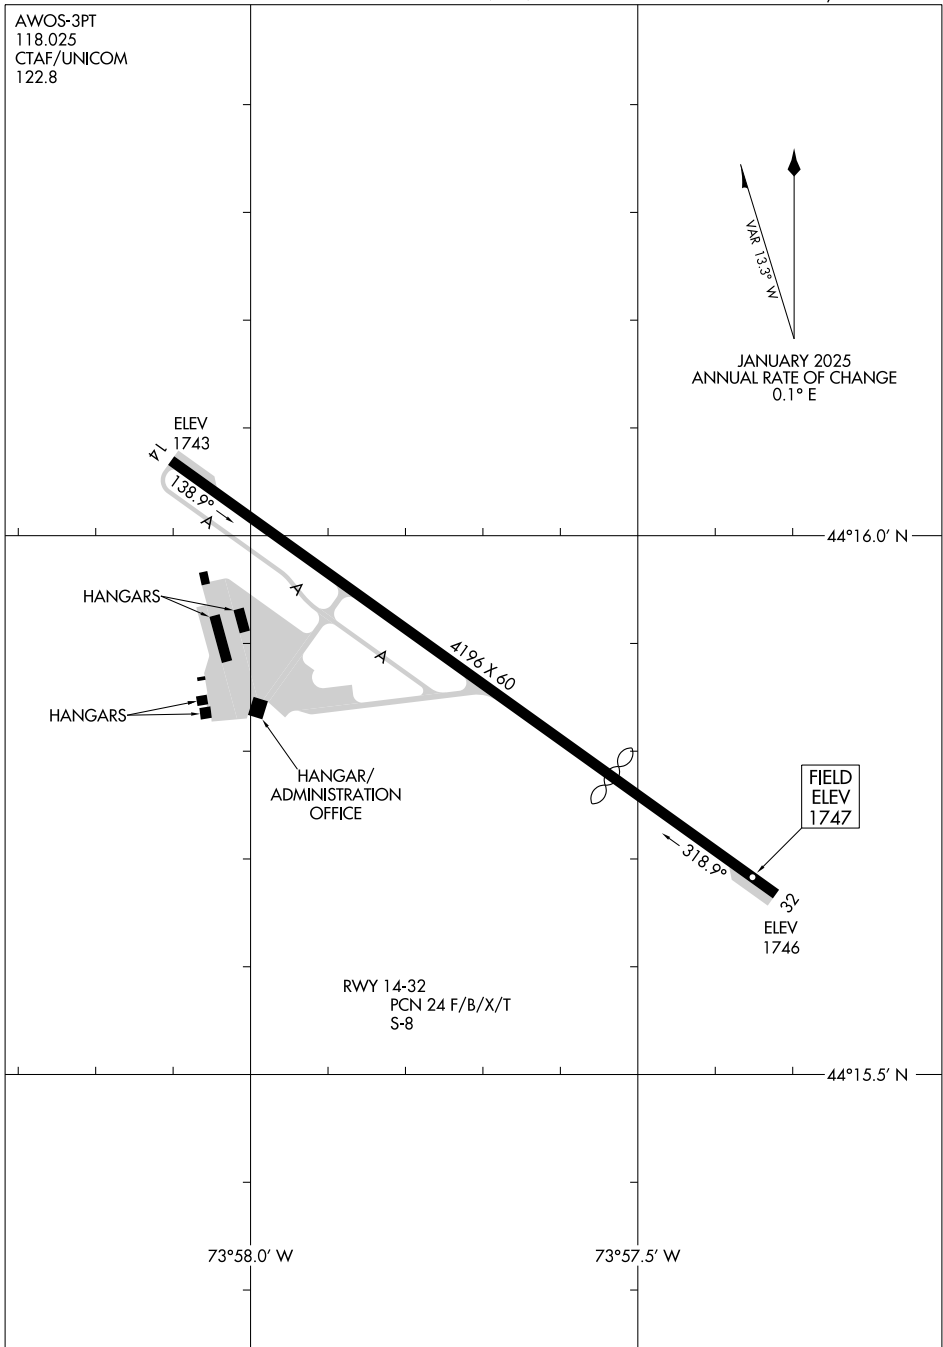 AWOS-3PT
118.025
CTAF/UNICOM
122.8
VAR 13.3° W
JANUARY 2025
ANNUAL RATE OF CHANGE
0.1° E
ELEV
1743
14
138.9°
A
44°16.0' N
A
HANGARS
A
4196 X 60
HANGARS
HANGAR/
ADMINISTRATION
OFFICE
FIELD
ELEV
1747
318.9°
32
ELEV
1746
RWY 14-32
PCN 24 F/B/X/T
S-8
44°15.5' N
73°58.0' W
73°57.5' W